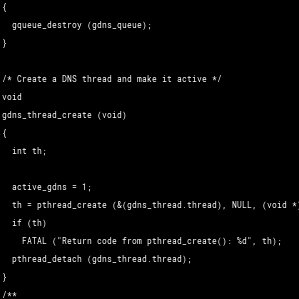 {
  gqueue_destroy (gdns_queue);
}

/* Create a DNS thread and make it active */
void
gdns_thread_create (void)
{
  int th;

  active_gdns = 1;
  th = pthread_create (&(gdns_thread.thread), NULL, (void *
  if (th)
    FATAL ("Return code from pthread_create(): %d", th);
  pthread_detach (gdns_thread.thread);
}
/**